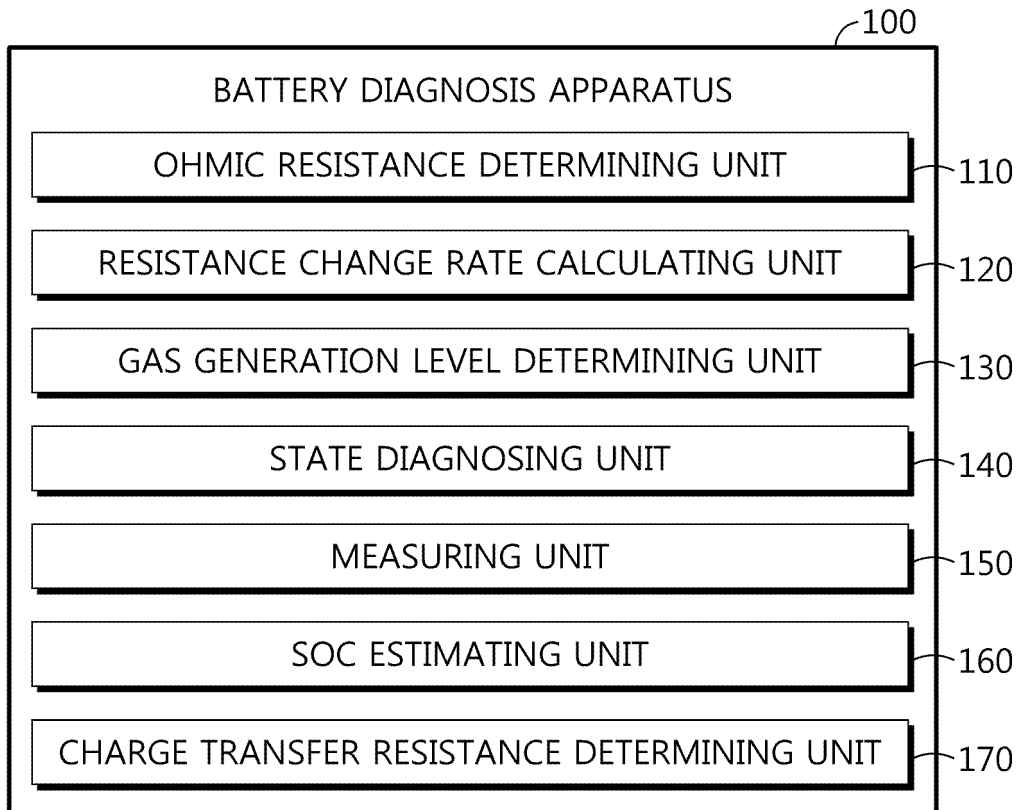 100
BATTERY DIAGNOSIS APPARATUS
OHMIC RESISTANCE DETERMINING UNIT
110
RESISTANCE CHANGE RATE CALCULATING UNIT
120
GAS GENERATION LEVEL DETERMINING UNIT
130
STATE DIAGNOSING UNIT
140
MEASURING UNIT
150
SOC ESTIMATING UNIT
160
CHARGE TRANSFER RESISTANCE DETERMINING UNIT
170